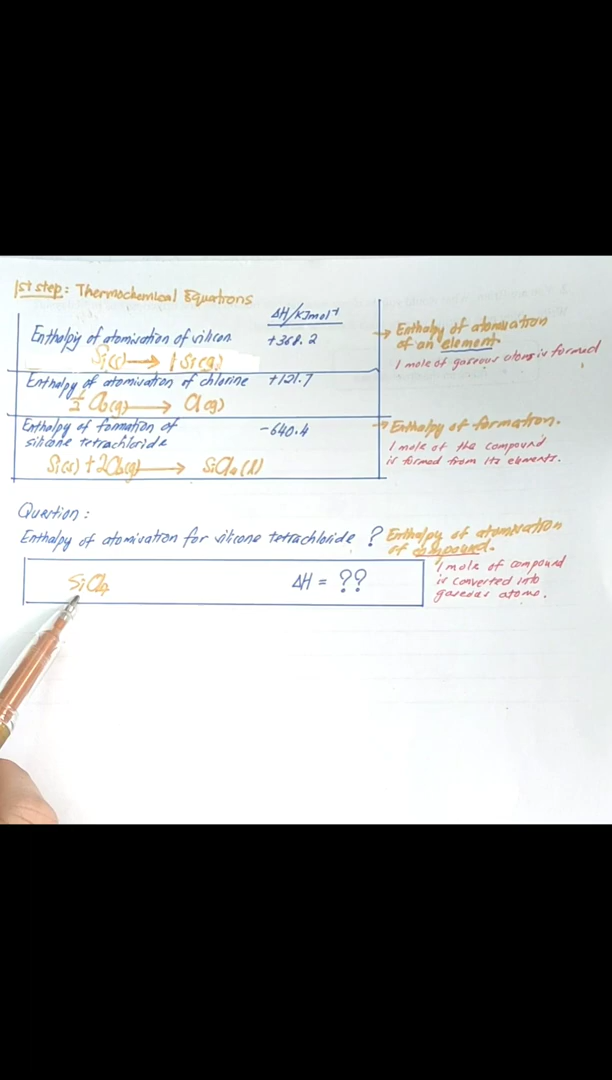 1st step: Thermochemical Equations
ΔH/kJmol⁻¹
Enthalpy of atomisation of silicon +368.2
Si(s) → 1 Si(g)
Enthalpy of atomisation of chlorine +121.7
½ Cl₂(g) → Cl(g)
Enthalpy of formation of -640.4
silicone tetrachloride
Si(s) + 2Cl₂(g) → SiCl₄(l)
→ Enthalpy of atomisation
of an element
1 mole of gaseous atoms is formed
→ Enthalpy of formation.
1 mole of the compound
is formed from its elements.
Question:
Enthalpy of atomisation for silicone tetrachloride ?
Enthalpy of atomisation
of compound.
SiCl₄ ΔH = ??
1 mole of compound
is converted into
gaseous atoms.